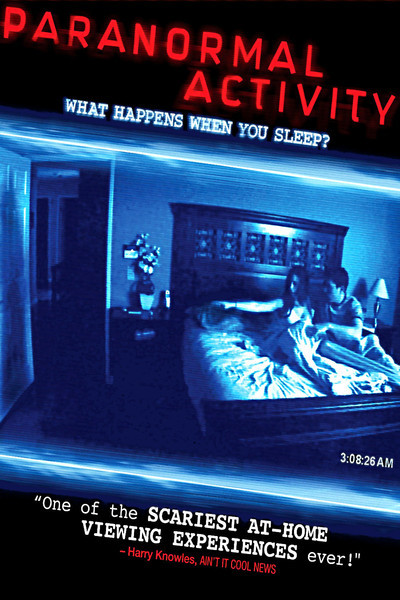 PARANORMAL
ACTIVITY
WHAT HAPPENS WHEN YOU SLEEP?
3:08:26 AM
“One of the SCARIEST AT-HOME
VIEWING EXPERIENCES ever!"
– Harry Knowles, AIN'T IT COOL NEWS